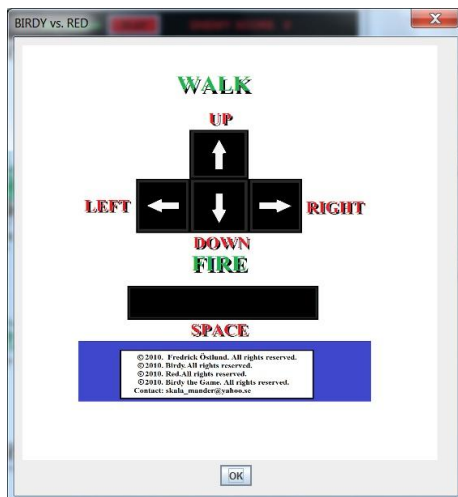 BIRDY vs. RED
WALK
UP
LEFT
RIGHT
DOWN
FIRE
SPACE
©2010. Fredrick Östlund. All rights reserved.
©2010. Birdy.All rights reserved.
©2010. Red.All rights reserved.
©2010. Birdy the Game. All rights reserved.
Contact: skala_mander@yahoo.se
OK